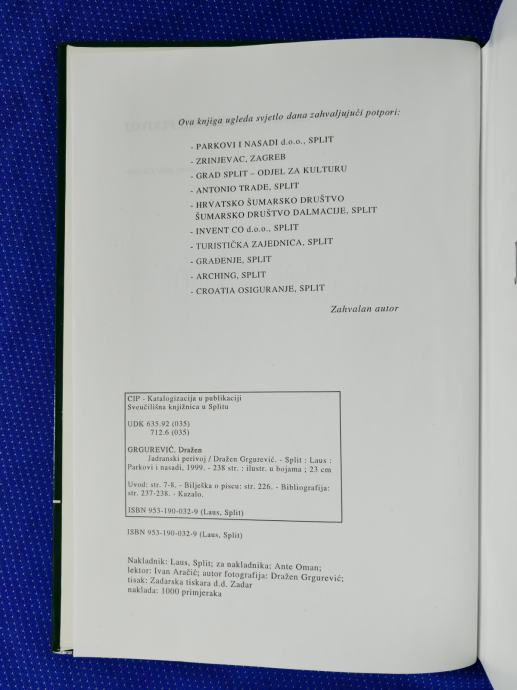 Ova knjiga ugleda svjetlo dana zahvaljujući potpori:
- PARKOVI I NASADI d.o.o., SPLIT
- ZRINJEVAC, ZAGREB
- GRAD SPLIT – ODJEL ZA KULTURU
- ANTONIO TRADE, SPLIT
- HRVATSKO ŠUMARSKO DRUŠTVO
ŠUMARSKO DRUŠTVO DALMACIJE, SPLIT
- INVENT CO d.o.o., SPLIT
- TURISTIČKA ZAJEDNICA, SPLIT
- GRAĐENJE, SPLIT
- ARCHING, SPLIT
- CROATIA OSIGURANJE, SPLIT
Zahvalan autor
CIP - Katalogizacija u publikaciji
Sveučilišna knjižnica u Splitu
UDK 635.92 (035)
712.6 (035)
GRGUREVIČ, Dražen
Jadranski perivoj / Dražen Grgurevič. - Split : Laus :
Parkovi i nasadi, 1999. - 238 str. : ilustr. u bojama ; 23 cm
Uvod: str. 7-8. - Bilješka o piscu: str. 226. - Bibliografija:
str. 237-238. - Kazalo.
ISBN 953-190-032-9 (Laus, Split)
ISBN 953-190-032-9 (Laus, Split)
Nakladnik: Laus, Split; za nakladnika: Ante Oman;
lektor: Ivan Aračić; autor fotografija: Dražen Grgurevič;
tisak: Zadarska tiskara d.d. Zadar
naklada: 1000 primjeraka